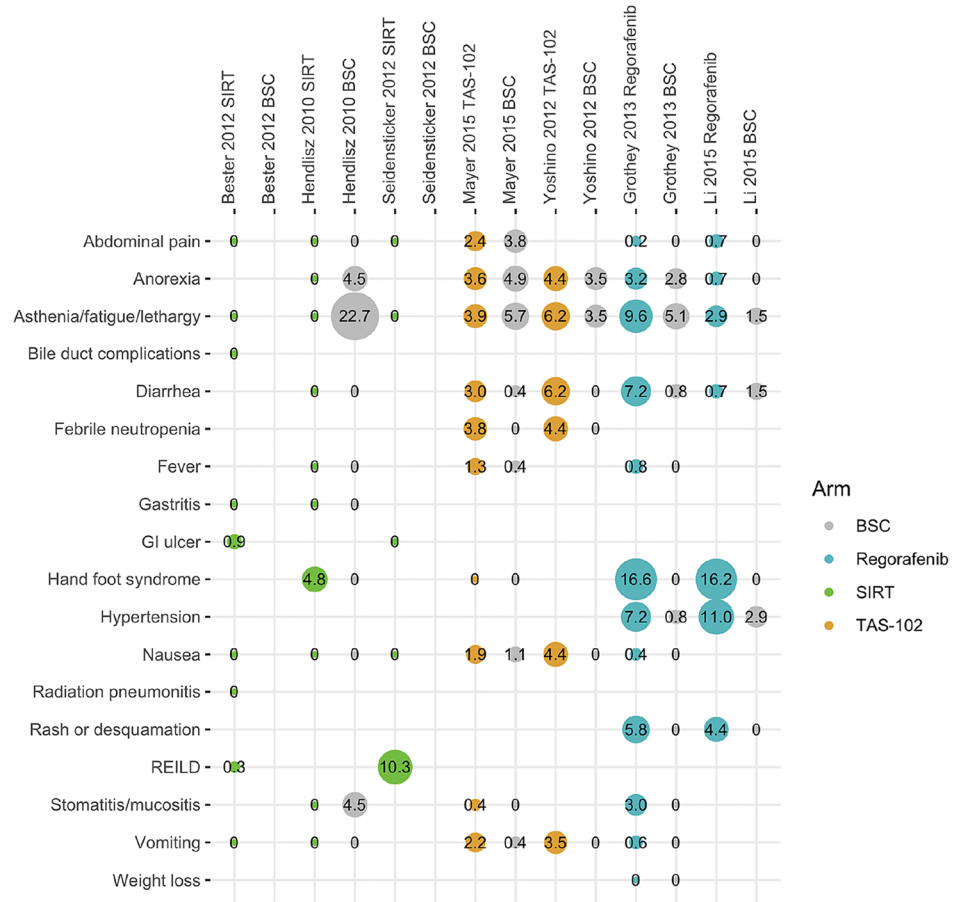 Bester 2012 SIRT
Bester 2012 BSC
Hendlisz 2010 SIRT
Hendlisz 2010 BSC
Seidensticker 2012 SIRT
Seidensticker 2012 BSC
Mayer 2015 TAS-102
Mayer 2015 BSC
Yoshino 2012 TAS-102
Yoshino 2012 BSC
Grothey 2013 Regorafenib
Grothey 2013 BSC
Li 2015 Regorafenib
Li 2015 BSC
Abdominal pain 0 0 0 0 2.4 3.8 0.2 0 0.7 0
Anorexia 0 4.5 3.6 4.9 4.4 3.5 3.2 2.8 0.7 0
Asthenia/fatigue/lethargy 0 0 22.7 0 3.9 5.7 6.2 3.5 9.6 5.1 2.9 1.5
Bile duct complications 0
Diarrhea 0 0 3.0 0.4 6.2 0 7.2 0.8 0.7 1.5
Febrile neutropenia 3.8 0 4.4 0
Fever 0 0 1.3 0.4 0.8 0
Gastritis 0 0 0
GI ulcer 0.9 0
Hand foot syndrome 4.8 0 0 0 16.6 0 16.2 0
Hypertension 7.2 0.8 11.0 2.9
Nausea 0 0 0 0 1.9 1.1 4.4 0 0.4 0
Radiation pneumonitis 0
Rash or desquamation 5.8 0 4.4 0
REILD 0.3 10.3
Stomatitis/mucositis 0 4.5 0.4 0 3.0 0
Vomiting 0 0 0 2.2 0.4 3.5 0 0.6 0
Weight loss 0 0
Arm
BSC
Regorafenib
SIRT
TAS-102